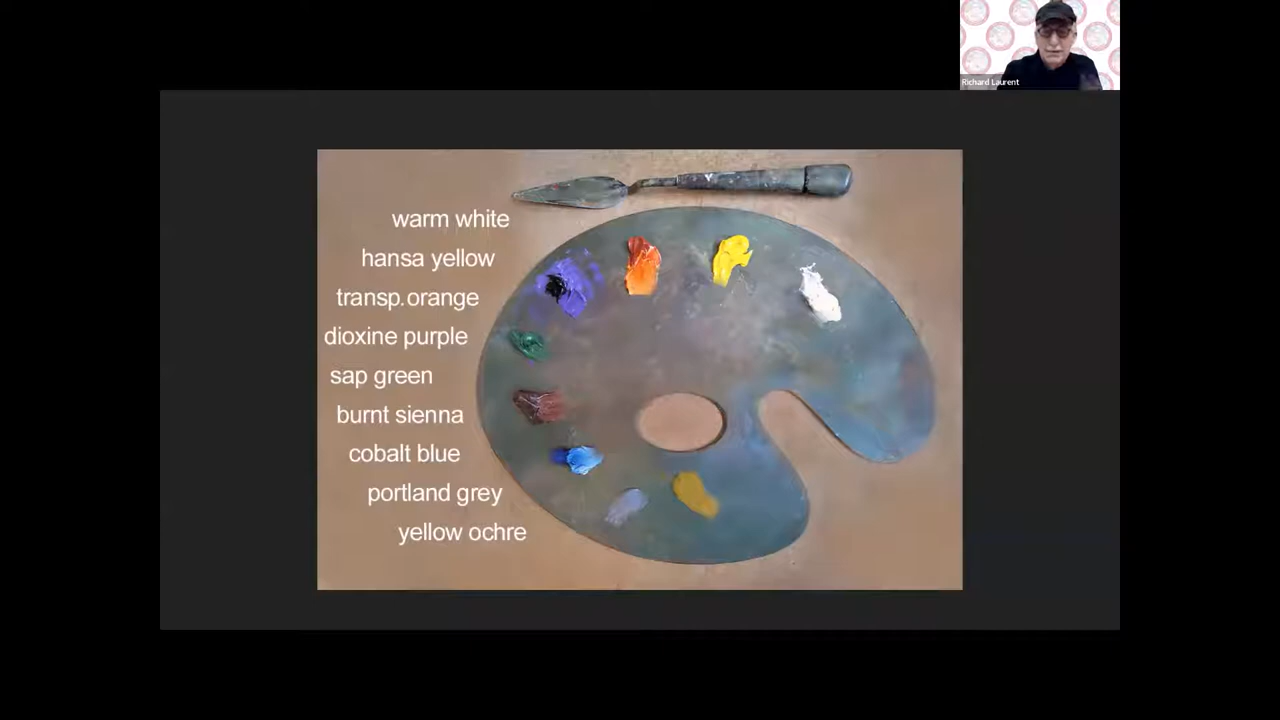 Richard Laurent
warm white
hansa yellow
transp.orange
dioxine purple
sap green
burnt sienna
cobalt blue
portland grey
yellow ochre